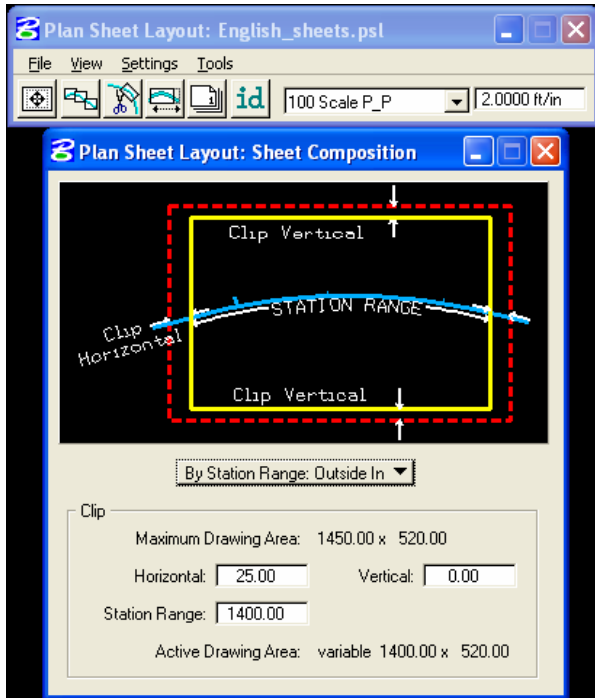 Plan Sheet Layout: English_sheets.psl
File View Settings Tools
id 100 Scale P_P 2.0000 ft/in
Plan Sheet Layout: Sheet Composition
Clip Vertical
STATION RANGE
Clip
Horizontal
Clip Vertical
By Station Range: Outside In
Clip
Maximum Drawing Area: 1450.00 x 520.00
Horizontal: 25.00 Vertical: 0.00
Station Range: 1400.00
Active Drawing Area: variable 1400.00 x 520.00